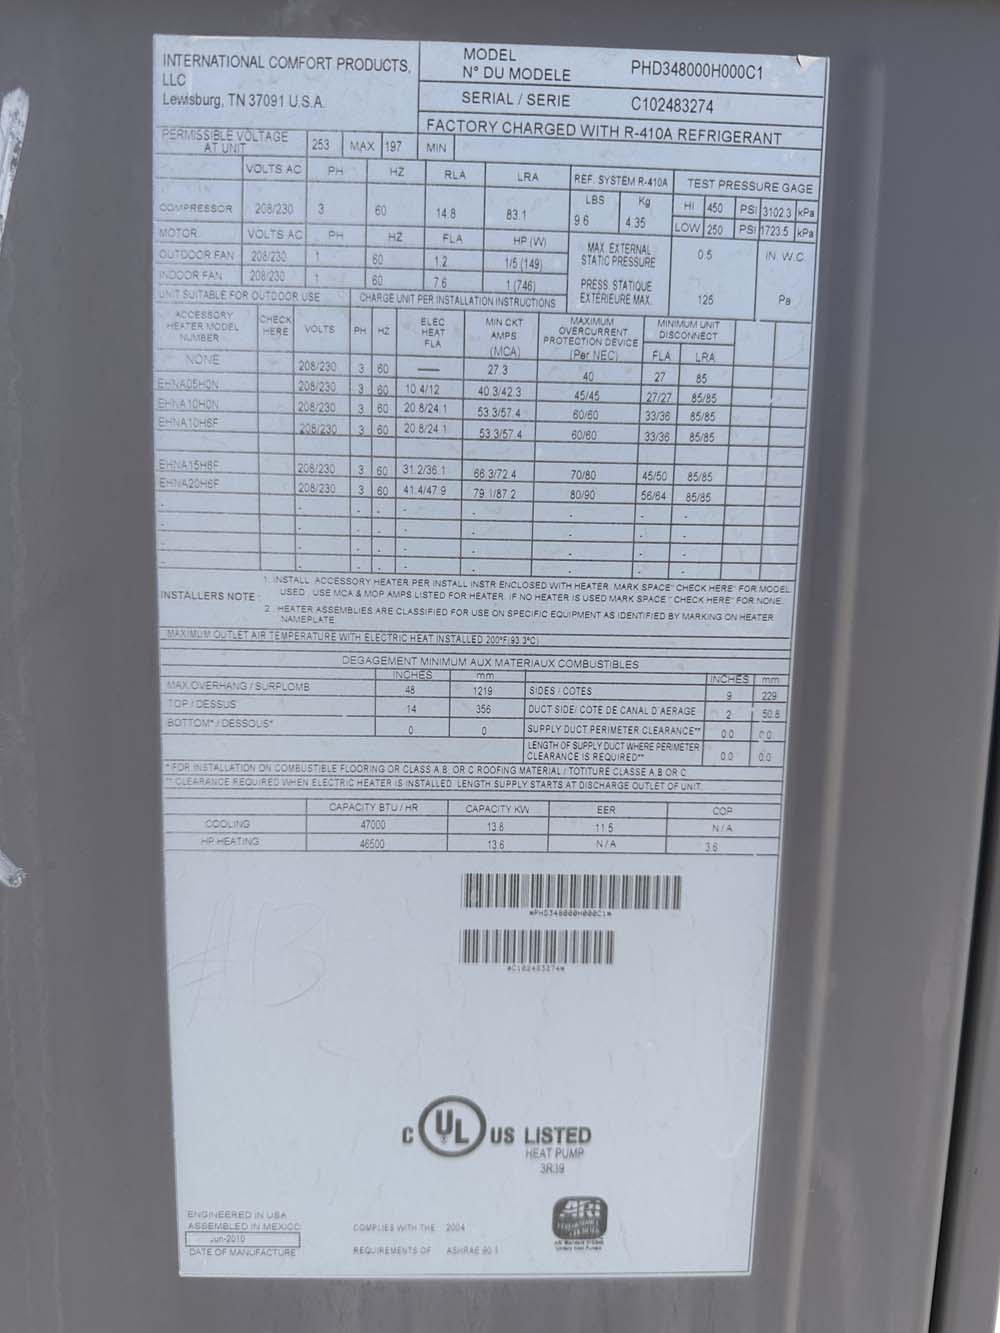 INTERNATIONAL COMFORT PRODUCTS, LLC
Lewisburg, TN 37091 U.S.A.
MODEL N° DU MODELE PHD348000H000C1
SERIAL / SERIE C102483274
FACTORY CHARGED WITH R-410A REFRIGERANT
PERMISSIBLE VOLTAGE AT UNIT 253 MAX 197 MIN
VOLTS AC PH HZ RLA LRA
COMPRESSOR 208/230 3 60 14.8 83.1
MOTOR VOLTS AC PH HZ FLA HP (W)
OUTDOOR FAN 208/230 1 60 1.2 1/5 (149)
INDOOR FAN 208/230 1 60 7.6 1 (746)
REF. SYSTEM R-410A TEST PRESSURE GAGE
LBS Kg HI 450 PSI 3102.3 kPa
9.6 4.35 LOW 250 PSI 1723.5 kPa
MAX. EXTERNAL STATIC PRESSURE 0.5 IN. W.C.
PRESS. STATIQUE EXTERIEURE MAX. 125 Pa
UNIT SUITABLE FOR OUTDOOR USE CHARGE UNIT PER INSTALLATION INSTRUCTIONS
ACCESSORY HEATER MODEL NUMBER CHECK HERE VOLTS PH HZ ELEC HEAT FLA MIN CKT AMPS (MCA) MAXIMUM OVERCURRENT PROTECTION DEVICE (Per NEC) MINIMUM UNIT DISCONNECT FLA LRA
NONE 208/230 3 60 — 27.3 40 27 85
EHNA05H0N 208/230 3 60 10.4/12 40.3/42.3 45/45 27/27 85/85
EHNA10H0N 208/230 3 60 20.8/24.1 53.3/57.4 60/60 33/36 85/85
EHNA10H6F 208/230 3 60 20.8/24.1 53.3/57.4 60/60 33/36 85/85
EHNA15H6F 208/230 3 60 31.2/36.1 66.3/72.4 70/80 45/50 85/85
EHNA20H6F 208/230 3 60 41.4/47.9 79.1/87.2 80/90 56/64 85/85
INSTALLERS NOTE :
1. INSTALL ACCESSORY HEATER PER INSTALL INSTR ENCLOSED WITH HEATER. MARK SPACE "CHECK HERE" FOR MODEL
USED. USE MCA & MOP AMPS LISTED FOR HEATER. IF NO HEATER IS USED MARK SPACE "CHECK HERE" FOR NONE.
2. HEATER ASSEMBLIES ARE CLASSIFIED FOR USE ON SPECIFIC EQUIPMENT AS IDENTIFIED BY MARKING ON HEATER
NAMEPLATE
MAXIMUM OUTLET AIR TEMPERATURE WITH ELECTRIC HEAT INSTALLED 200°F(93.3°C)
DEGAGEMENT MINIMUM AUX MATERIAUX COMBUSTIBLES
INCHES mm INCHES mm
MAX.OVERHANG / SURPLOMB 48 1219 SIDES / COTES 9 229
TOP / DESSUS 14 356 DUCT SIDE/ COTE DE CANAL D'AERAGE 2 50.8
BOTTOM* / DESSOUS* 0 0 SUPPLY DUCT PERIMETER CLEARANCE** 0.0 0.0
LENGTH OF SUPPLY DUCT WHERE PERIMETER CLEARANCE IS REQUIRED** 0.0 0.0
*FOR INSTALLATION ON COMBUSTIBLE FLOORING OR CLASS A,B, OR C ROOFING MATERIAL / TOTITURE CLASSE A,B OR C.
** CLEARANCE REQUIRED WHEN ELECTRIC HEATER IS INSTALLED. LENGTH SUPPLY STARTS AT DISCHARGE OUTLET OF UNIT.
CAPACITY BTU / HR CAPACITY KW EER COP
COOLING 47000 13.8 11.5 N/A
HP HEATING 46500 13.6 N/A 3.6
*PHD348000H000C1*
*C102483274*
#13
C UL US LISTED
HEAT PUMP
3R39
ENGINEERED IN USA
ASSEMBLED IN MEXICO
Jun-2010
DATE OF MANUFACTURE
COMPLIES WITH THE 2004
REQUIREMENTS OF ASHRAE 90.1
ARI